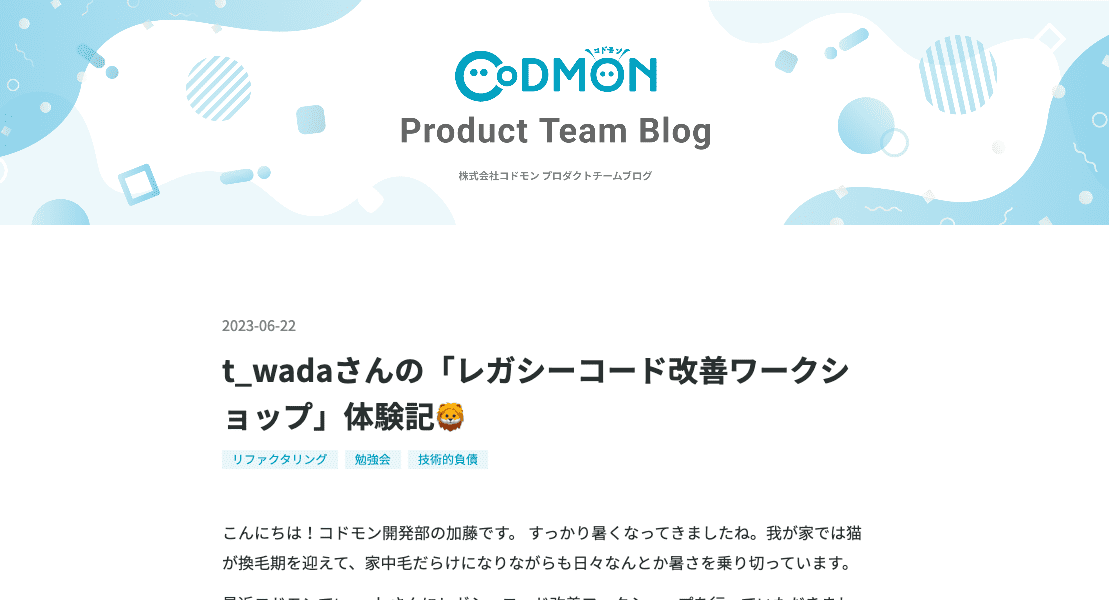 コドモン
CoDMON
Product Team Blog
株式会社コドモン プロダクトチームブログ
2023-06-22
t_wadaさんの「レガシーコード改善ワークシ
ョップ」体験記🦁
リファクタリング 勉強会 技術的負債
こんにちは！コドモン開発部の加藤です。 すっかり暑くなってきましたね。我が家では猫
が換毛期を迎えて、家中毛だらけになりながらも日々なんとか暑さを乗り切っています。